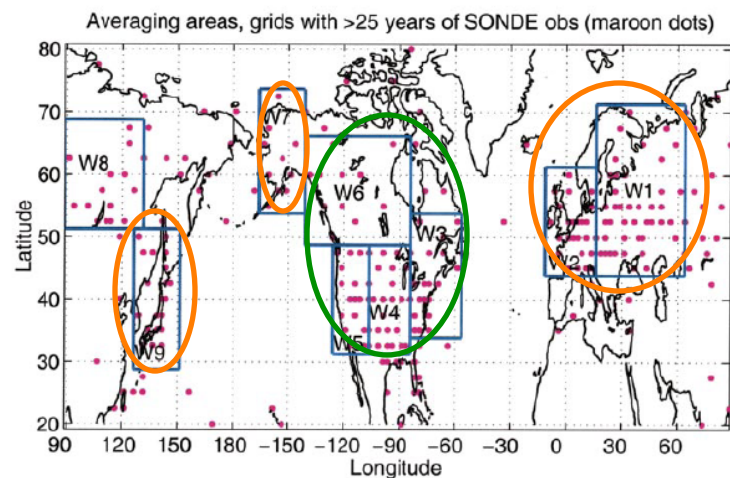 Averaging areas, grids with >25 years of SONDE obs (maroon dots)
80
70
60
50
40
30
20
Latitude
W7
W8
W6
W1
W3
W4
W5
W9
90 120 150 180 −150 −120 −90 −60 −30 0 30 60
Longitude